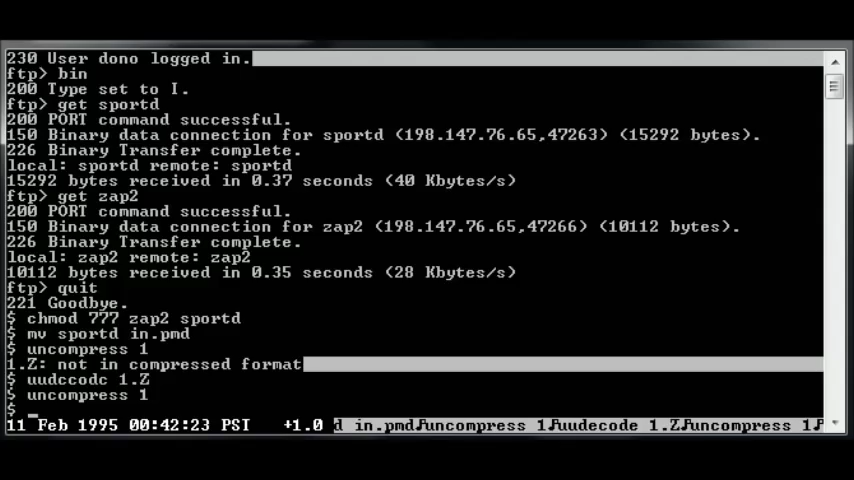 230 User dono logged in.
ftp> bin
200 Type set to I.
ftp> get sportd
200 PORT command successful.
150 Binary data connection for sportd (198.147.76.65,47263) (15292 bytes).
226 Binary Transfer complete.
local: sportd remote: sportd
15292 bytes received in 0.37 seconds (40 Kbytes/s)
ftp> get zap2
200 PORT command successful.
150 Binary data connection for zap2 (198.147.76.65,47266) (10112 bytes).
226 Binary Transfer complete.
local: zap2 remote: zap2
10112 bytes received in 0.35 seconds (28 Kbytes/s)
ftp> quit
221 Goodbye.
$ chmod 777 zap2 sportd
$ mv sportd in.pmd
$ uncompress 1
1.Z: not in compressed format
$ uudecode 1.Z
$ uncompress 1
$ _
11 Feb 1995 00:42:23 PST +1.0 d in.pmd♪uncompress 1♪uudecode 1.Z♪uncompress 1♪